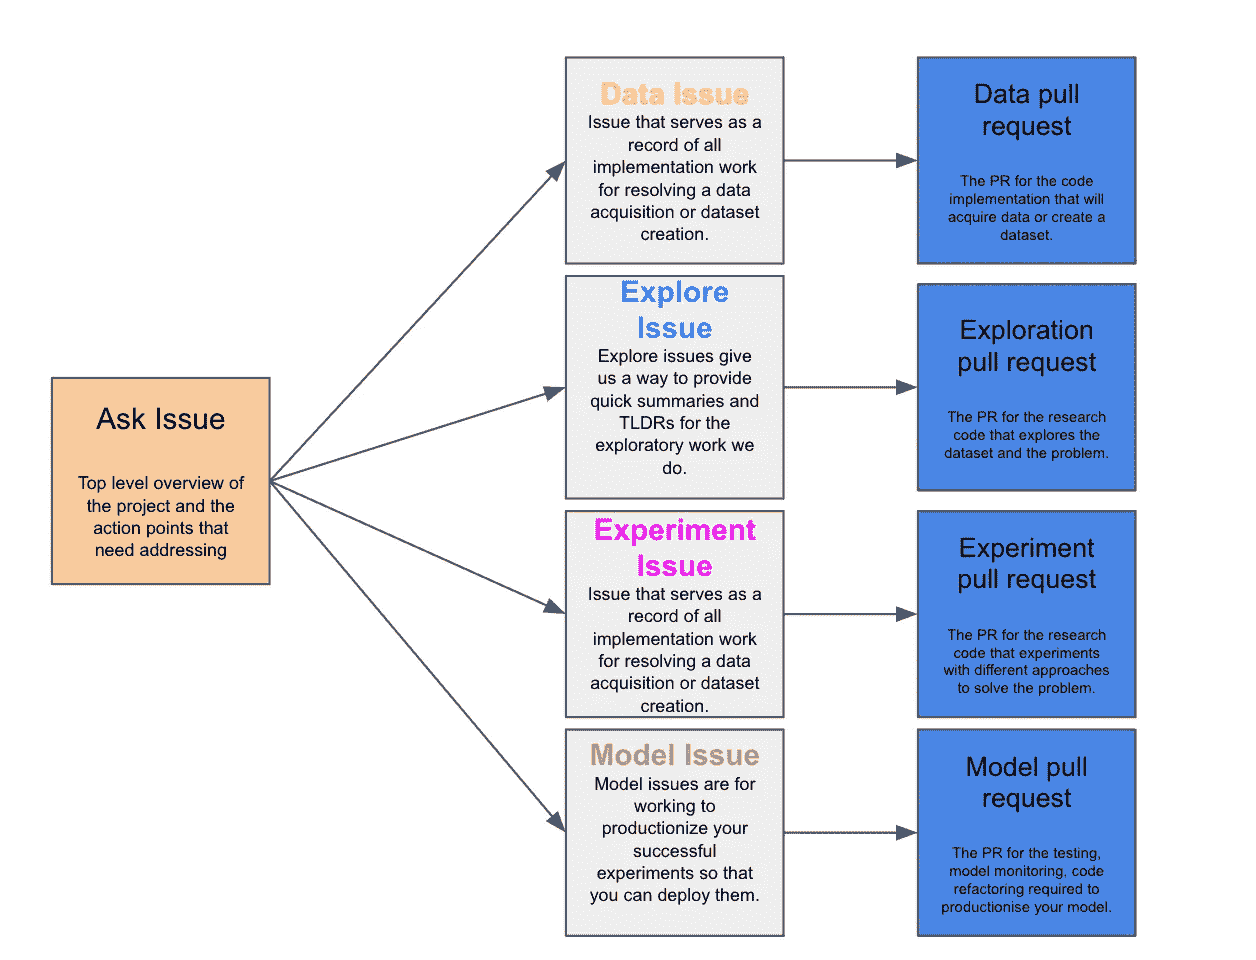 Ask Issue
Top level overview of
the project and the
action points that
need addressing
Data Issue
Issue that serves as a
record of all
implementation work
for resolving a data
acquisition or dataset
creation.
Data pull
request
The PR for the code
implementation that will
acquire data or create a
dataset.
Explore
Issue
Explore issues give
us a way to provide
quick summaries and
TLDRs for the
exploratory work we
do.
Exploration
pull request
The PR for the research
code that explores the
dataset and the problem.
Experiment
Issue
Issue that serves as a
record of all
implementation work
for resolving a data
acquisition or dataset
creation.
Experiment
pull request
The PR for the research
code that experiments
with different approaches
to solve the problem.
Model Issue
Model issues are for
working to
productionize your
successful
experiments so that
you can deploy them.
Model pull
request
The PR for the testing,
model monitoring, code
refactoring required to
productionise your model.